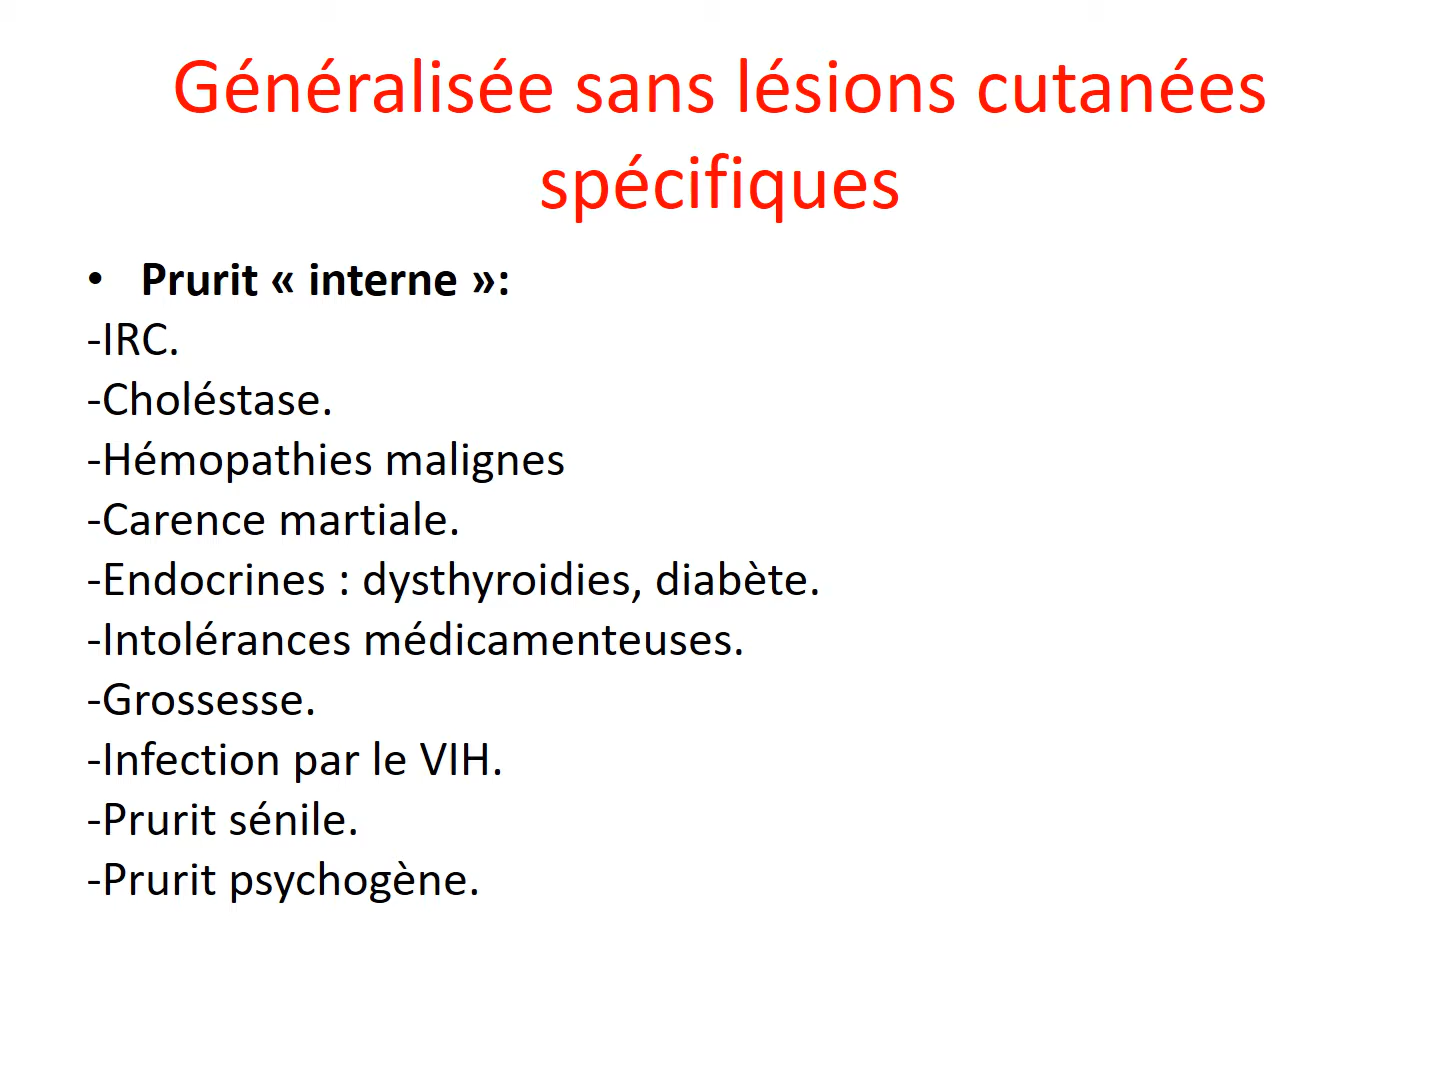 Généralisée sans lésions cutanées
spécifiques
• Prurit « interne »:
-IRC.
-Choléstase.
-Hémopathies malignes
-Carence martiale.
-Endocrines : dysthyroidies, diabète.
-Intolérances médicamenteuses.
-Grossesse.
-Infection par le VIH.
-Prurit sénile.
-Prurit psychogène.